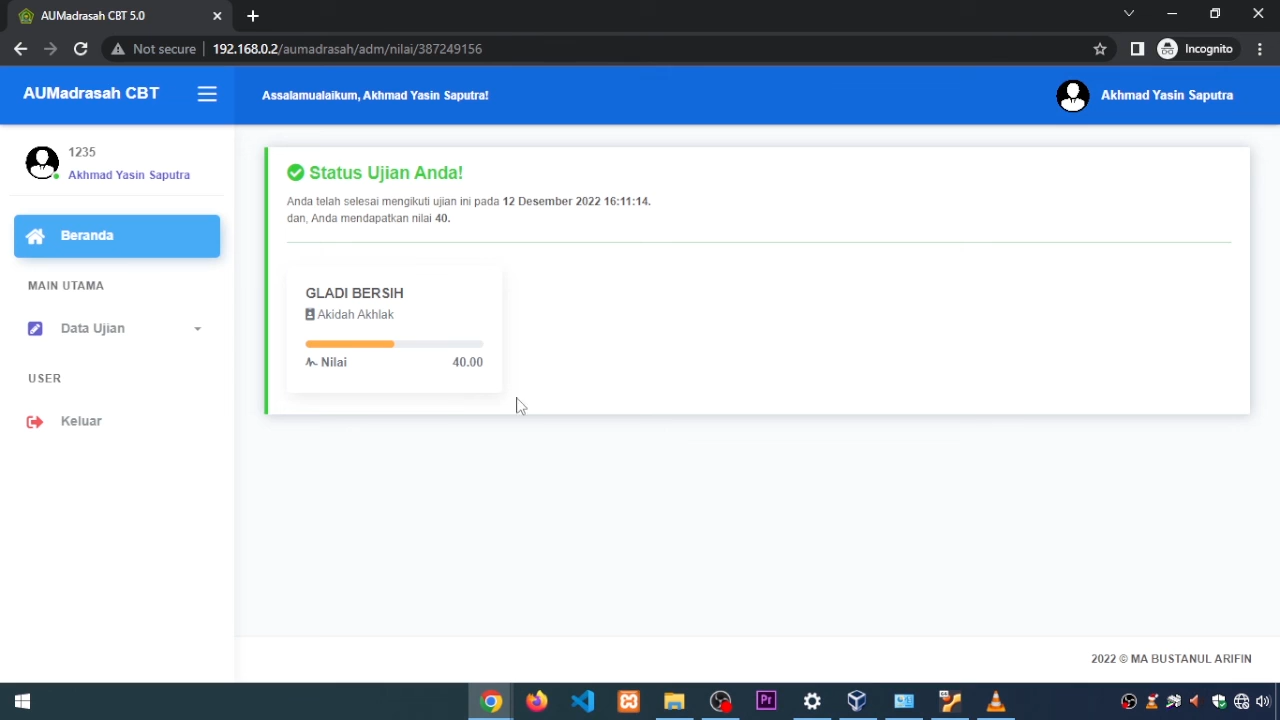 AUMadrasah CBT 5.0
Not secure
192.168.0.2/aumadrasah/adm/nilai/387249156
Incognito
AUMadrasah CBT
Assalamualaikum, Akhmad Yasin Saputra!
Akhmad Yasin Saputra
1235
Akhmad Yasin Saputra
Beranda
MAIN UTAMA
Data Ujian
USER
Keluar
Status Ujian Anda!
Anda telah selesai mengikuti ujian ini pada 12 Desember 2022 16:11:14.
dan, Anda mendapatkan nilai 40.
GLADI BERSIH
Akidah Akhlak
Nilai 40.00
2022 © MA BUSTANUL ARIFIN
Pr